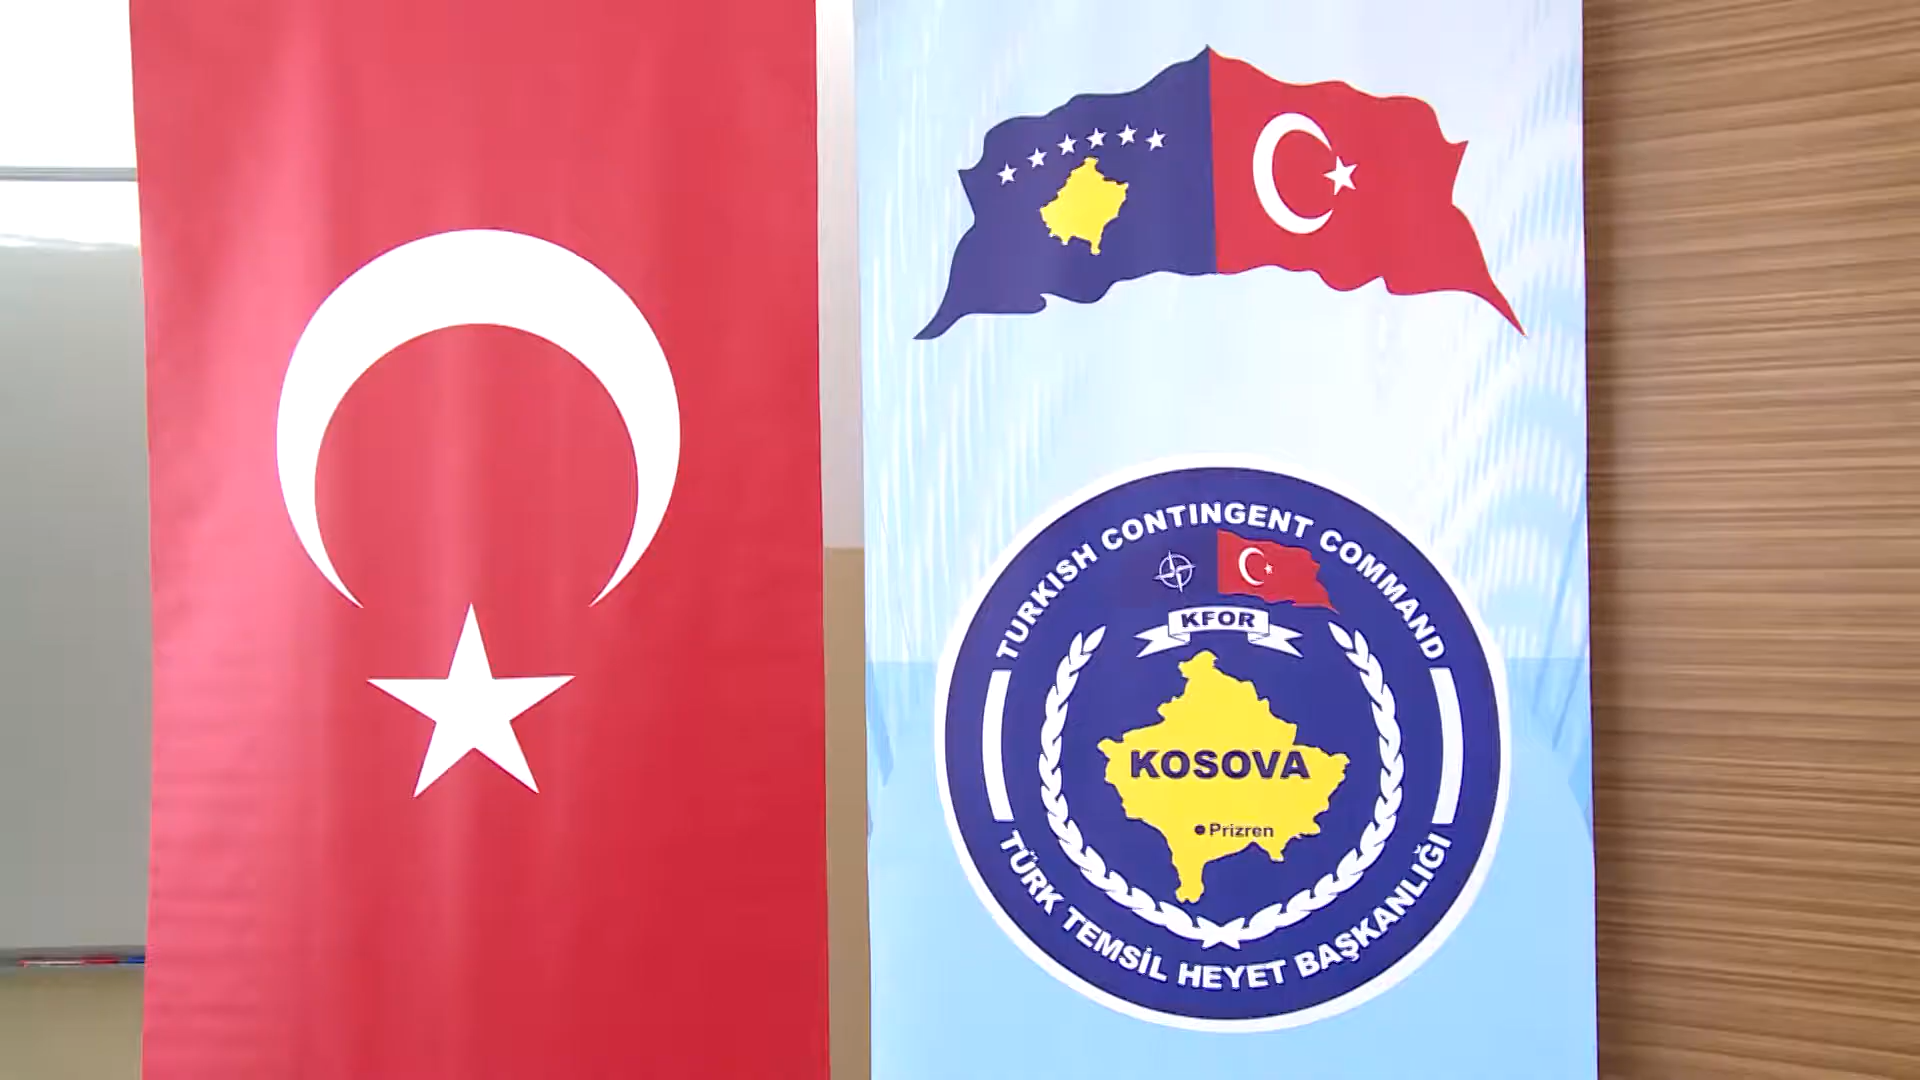 TURKISH CONTINGENT COMMAND
KFOR
KOSOVA
Prizren
TÜRK TEMSİL HEYET BAŞKANLIĞI